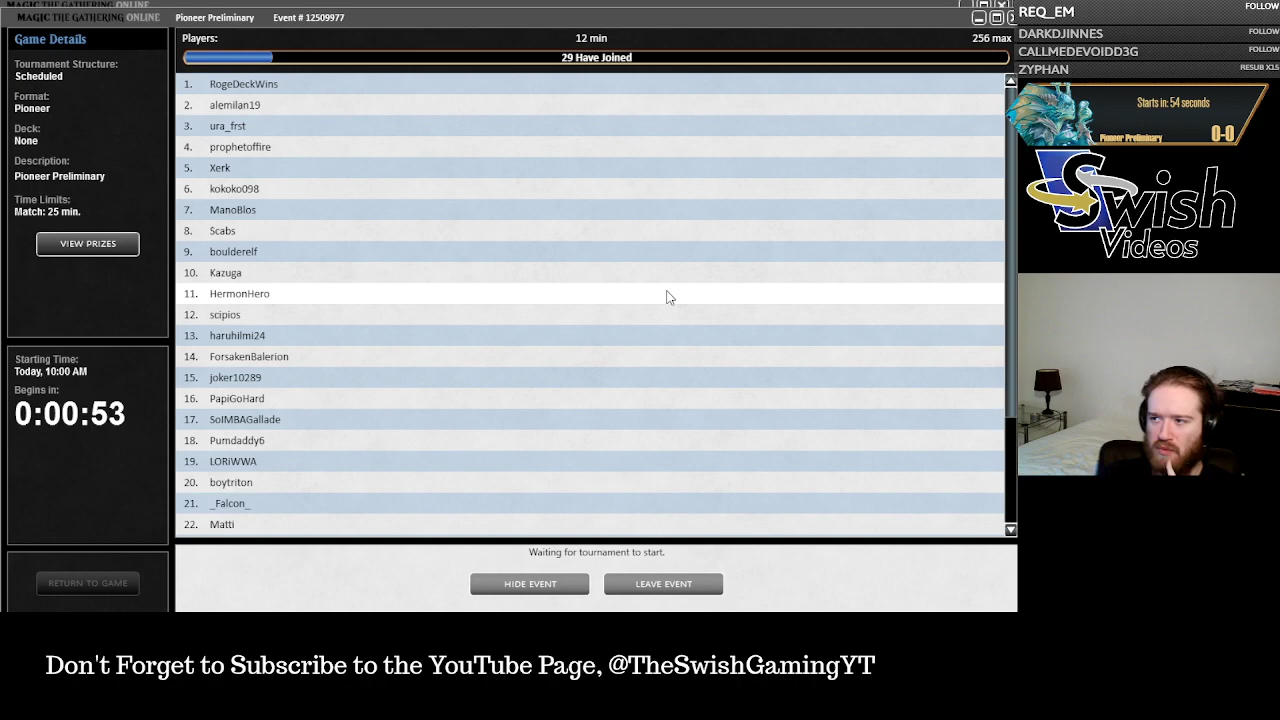 MAGIC THE GATHERING ONLINE
MAGIC THE GATHERING ONLINE Pioneer Preliminary Event # 12509977
Game Details
Tournament Structure:
Scheduled
Format:
Pioneer
Deck:
None
Description:
Pioneer Preliminary
Time Limits:
Match: 25 min.
VIEW PRIZES
Starting Time:
Today, 10:00 AM
Begins in:
0:00:53
RETURN TO GAME
Players: 12 min 256 max
29 Have Joined
1. RogeDeckWins
2. alemilan19
3. ura_frst
4. prophetoffire
5. Xerk
6. kokoko098
7. ManoBlos
8. Scabs
9. boulderelf
10. Kazuga
11. HermonHero
12. scipios
13. haruhilmi24
14. ForsakenBalerion
15. joker10289
16. PapiGoHard
17. SoIMBAGallade
18. Pumdaddy6
19. LORiWWA
20. boytriton
21. _Falcon_
22. Matti
Waiting for tournament to start.
HIDE EVENT LEAVE EVENT
REQ_EM FOLLOW
DARKDJINNES FOLLOW
CALLMEDEVOIDD3G FOLLOW
ZYPHAN RESUB X15
Starts in: 54 seconds
Pioneer Preliminary 0-0
Swish
Videos
Don't Forget to Subscribe to the YouTube Page, @TheSwishGamingYT